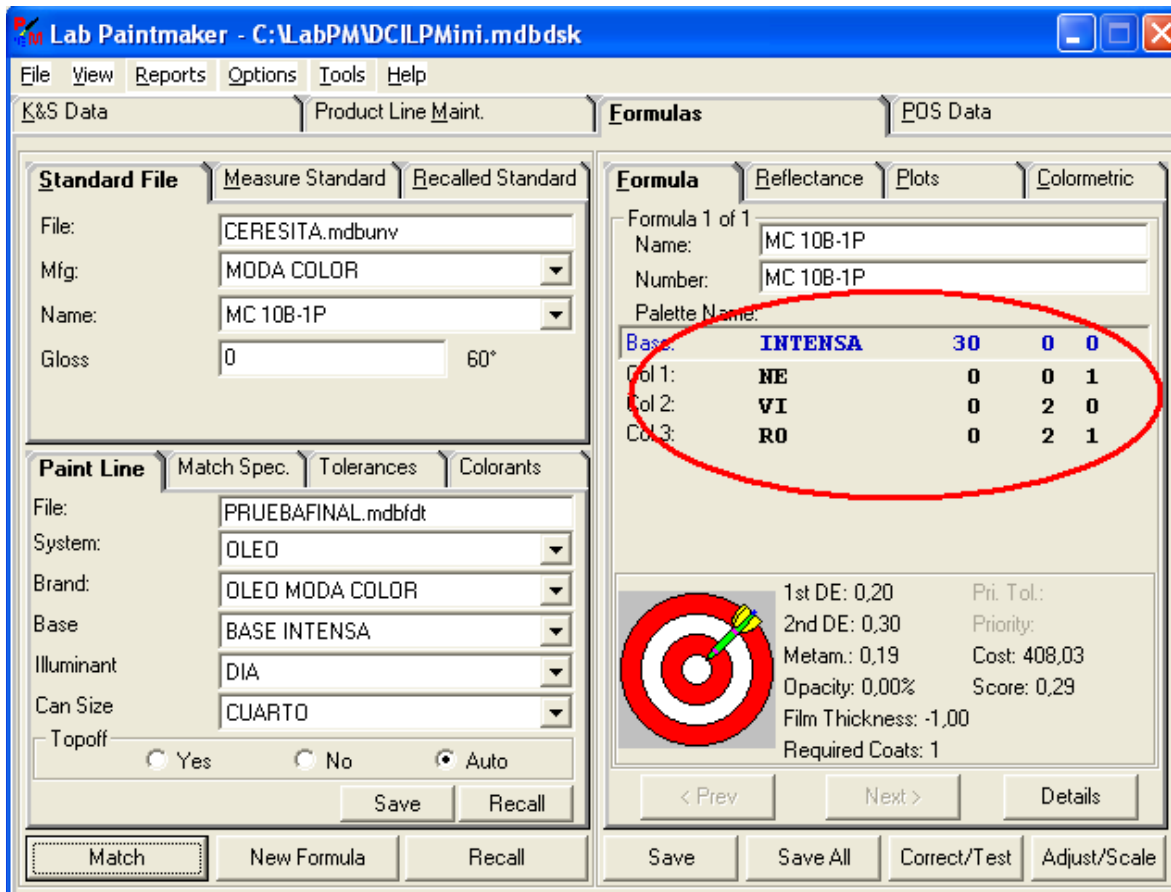 Lab Paintmaker - C:\LabPM\DCILPMini.mdbdsk
File View Reports Options Tools Help
K&S Data Product Line Maint. Formulas POS Data
Standard File Measure Standard Recalled Standard
File: CERESITA.mdbunv
Mfg: MODA COLOR
Name: MC 10B-1P
Gloss 0 60°
Paint Line Match Spec. Tolerances Colorants
File: PRUEBAFINAL.mdbfdt
System: OLEO
Brand: OLEO MODA COLOR
Base BASE INTENSA
Illuminant DIA
Can Size CUARTO
Topoff
Yes No Auto
Save Recall
Match New Formula Recall
Formula Reflectance Plots Colormetric
Formula 1 of 1
Name: MC 10B-1P
Number: MC 10B-1P
Palette Name:
Base: INTENSA 30 0 0
Col 1: NE 0 0 1
Col 2: VI 0 2 0
Col 3: RO 0 2 1
1st DE: 0,20 Pri. Tol.:
2nd DE: 0,30 Priority:
Metam.: 0,19 Cost: 408,03
Opacity: 0,00% Score: 0,29
Film Thickness: -1,00
Required Coats: 1
< Prev Next > Details
Save Save All Correct/Test Adjust/Scale